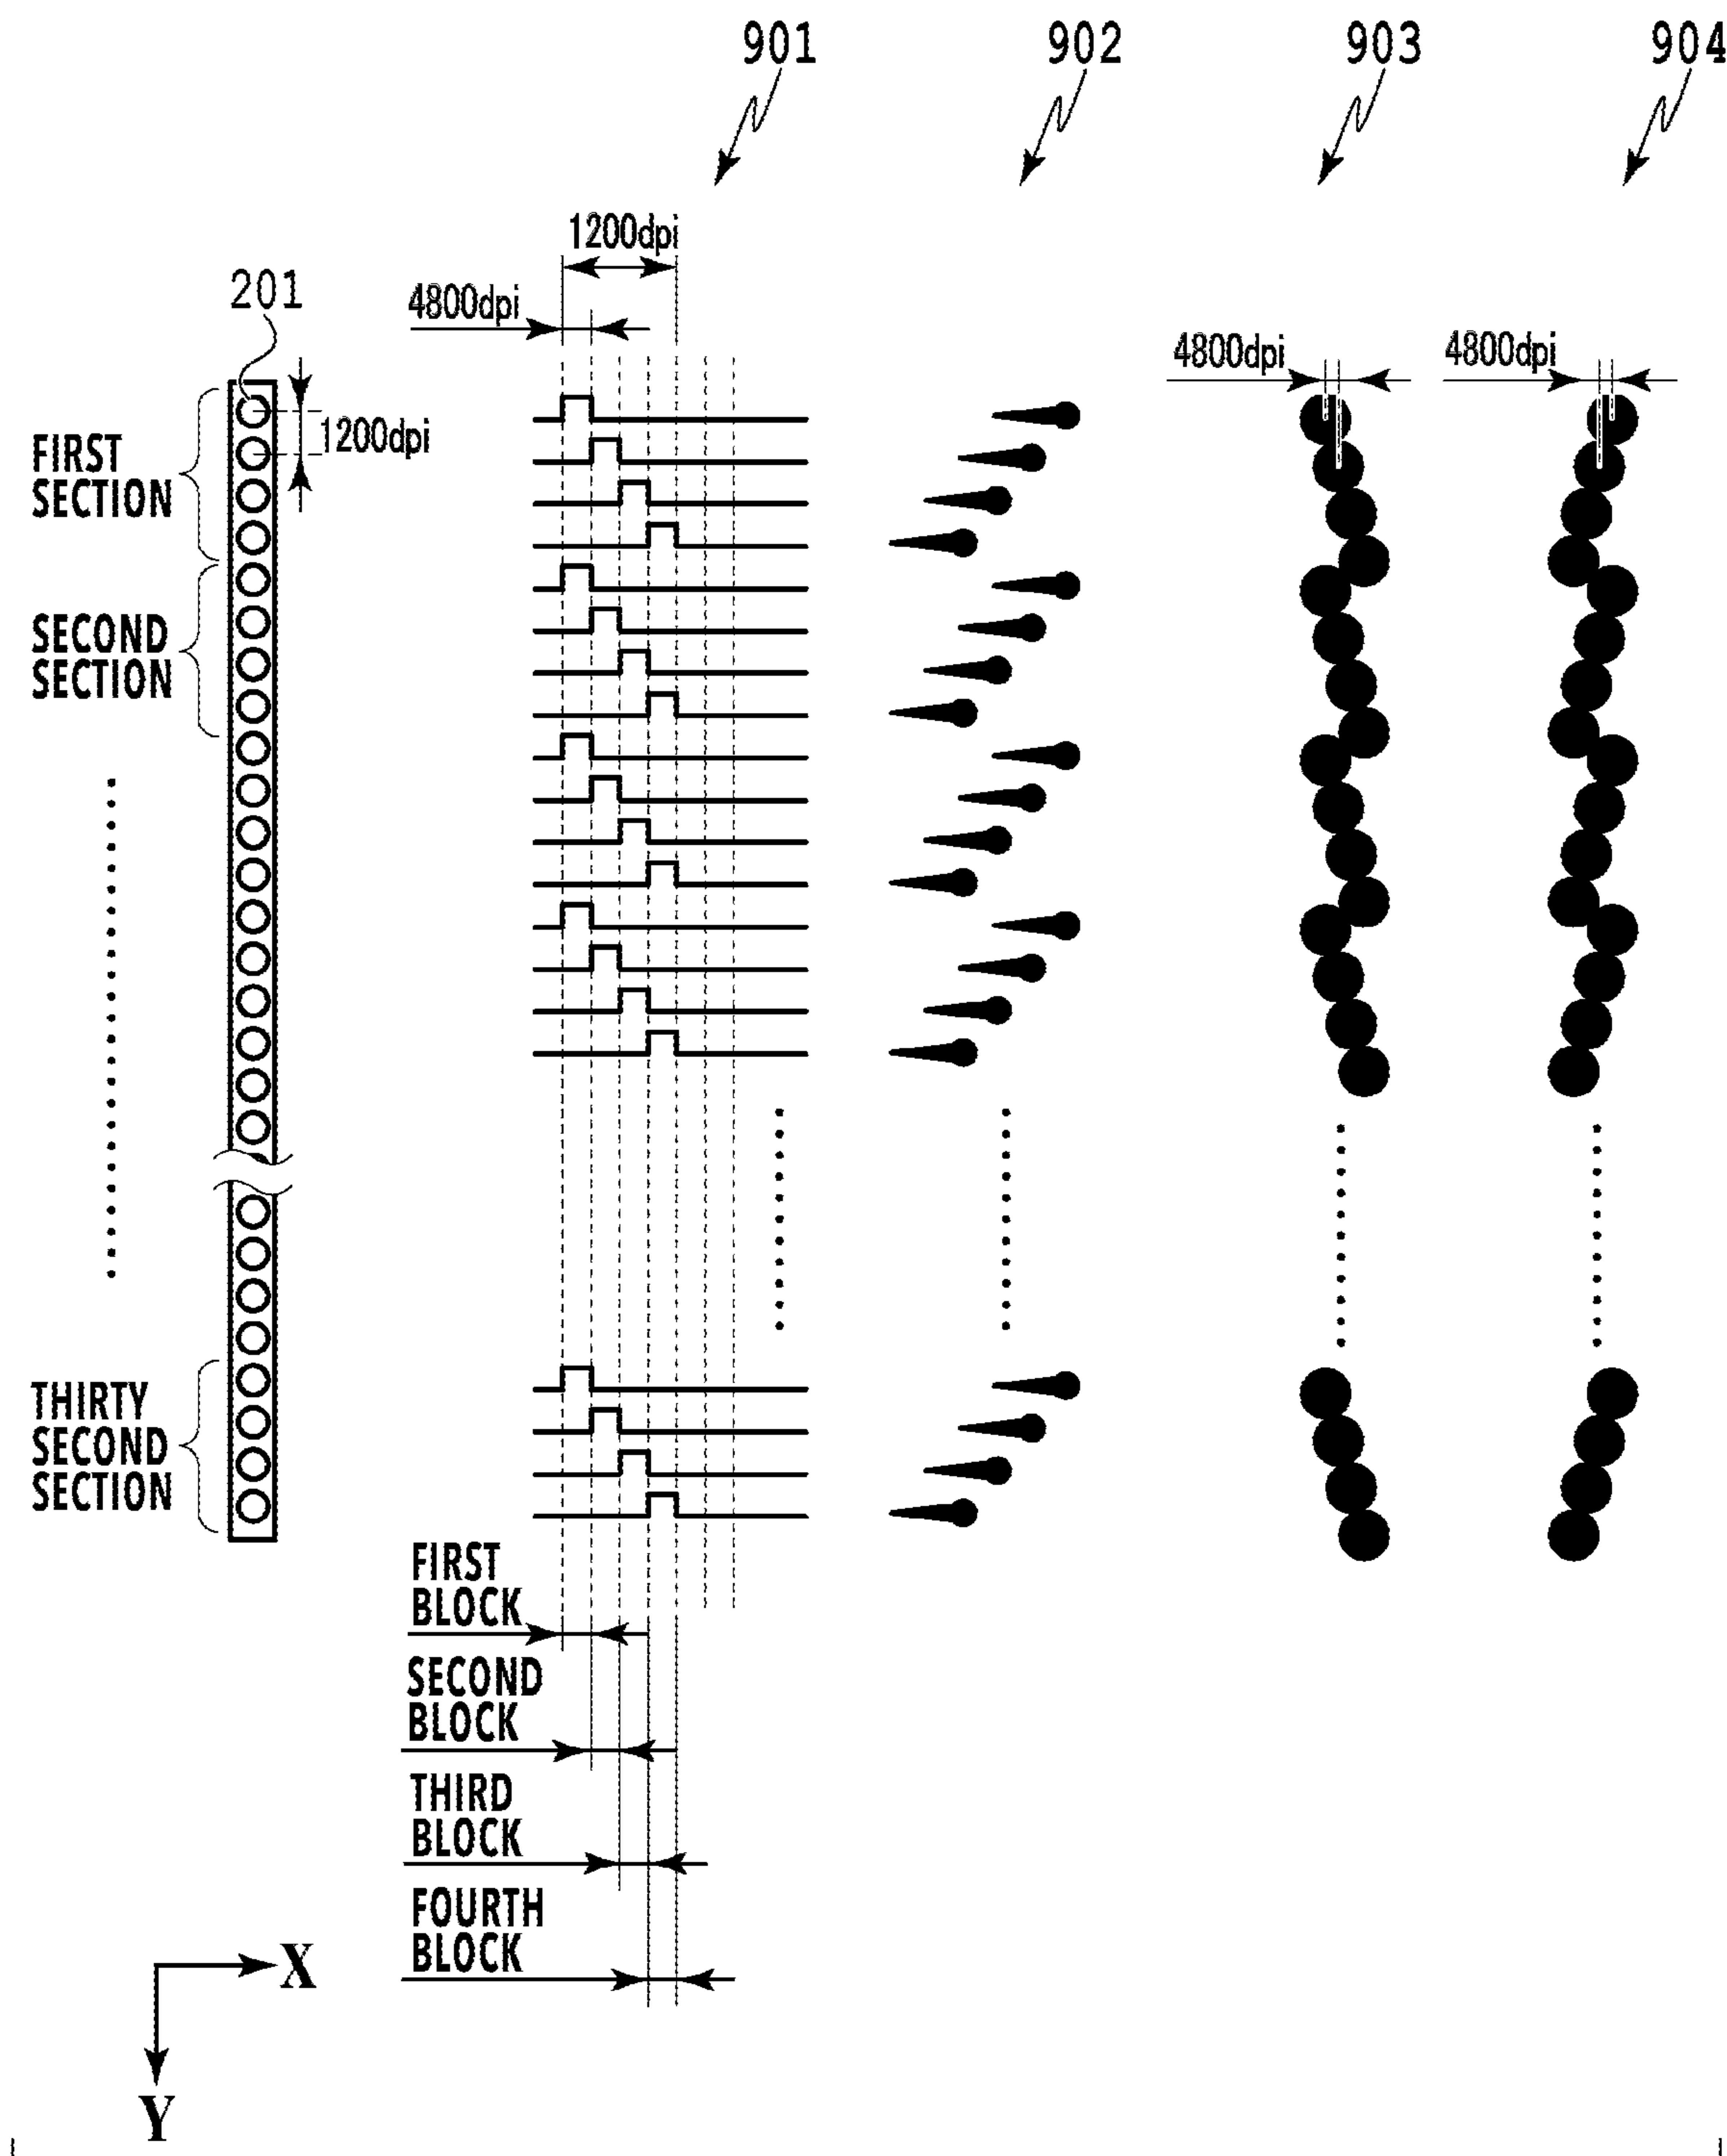 901
902
903
904
1200dpi
201
4800dpi
4800dpi
4800dpi
1200dpi
FIRST
SECTION
SECOND
SECTION
THIRTY
SECOND
SECTION
FIRST
BLOCK
SECOND
BLOCK
THIRD
BLOCK
FOURTH
BLOCK
X
Y